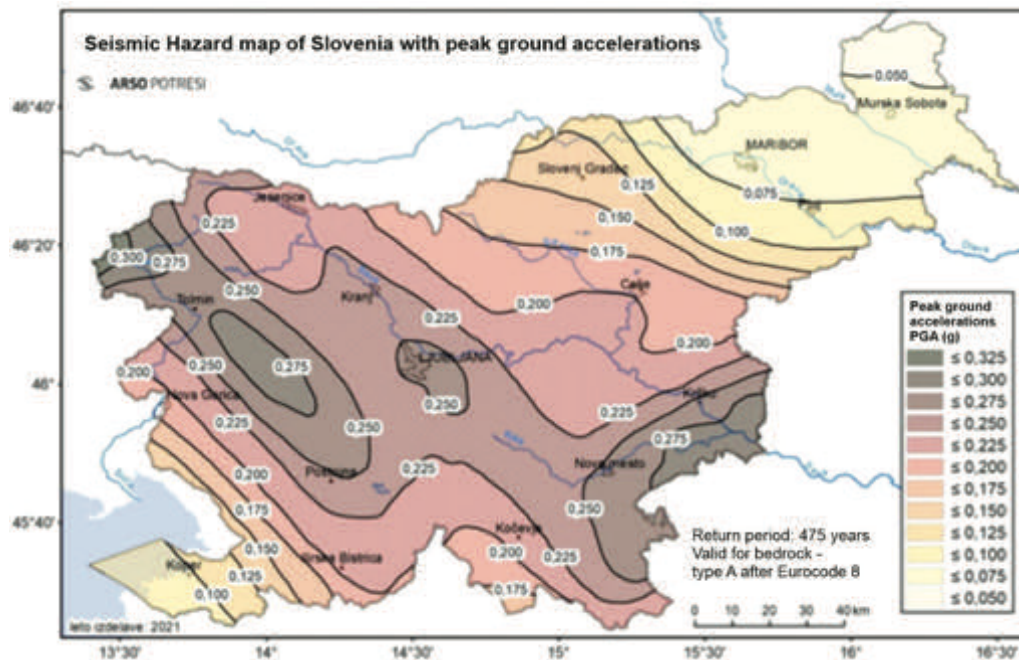 Seismic Hazard map of Slovenia with peak ground accelerations
ARSO POTRESI
46°40'
46°20'
46°
45°40'
0,050
Murska Sobota
MARIBOR
Slovenj Gradec
0,125
0,075
Ptuj
0,150
0,100
0,175
Jesenice
0,225
0,300
0,275
0,250
Tolmin
Kranj
0,200
Celje
0,225
0,200
0,275
LJUBLJANA
0,250
0,250
0,200
Nova Gorica
0,225
0,250
0,225
Krško
0,275
0,200
Postojna
0,225
Novo mesto
0,175
0,250
0,250
0,150
Kočevje
0,200
0,225
Ilirska Bistrica
0,125
Koper
0,100
0,175
Peak ground
accelerations
PGA (g)
≤ 0,325
≤ 0,300
≤ 0,275
≤ 0,250
≤ 0,225
≤ 0,200
≤ 0,175
≤ 0,150
≤ 0,125
≤ 0,100
≤ 0,075
≤ 0,050
Return period: 475 years
Valid for bedrock -
type A after Eurocode 8
0 10 20 30 40 km
leto izdelave: 2021
13°30' 14° 14°30' 15° 15°30' 16° 16°30'